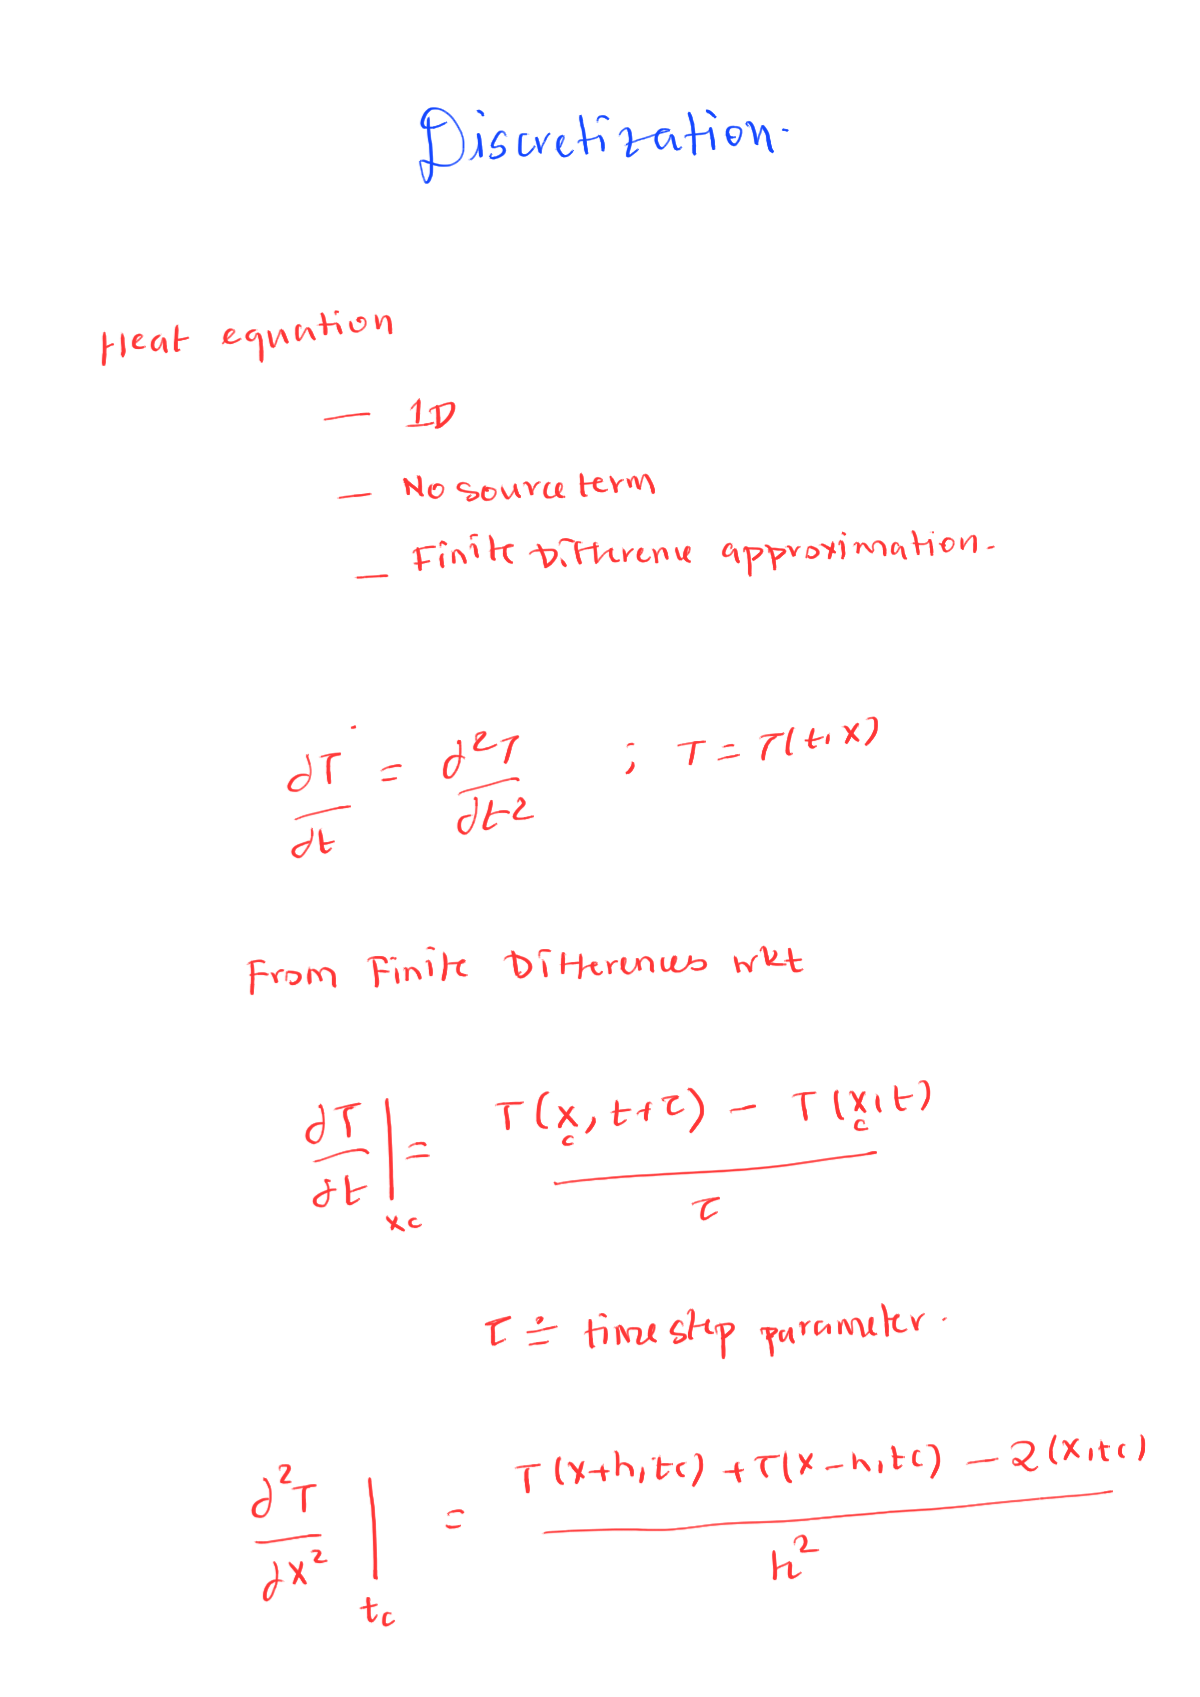 Discretization.
Heat equation
— 1D
— No source term
— Finite Difference approximation.
∂T/∂t = ∂²T/∂t2 ; T = T(t, x)
From Finite Differences wkt
∂T/∂t |xc = (T(xc, t+τ) − T(xc, t)) / τ
τ ≐ time step parameter.
∂²T/∂x² |tc = (T(x+h, tc) + T(x−h, tc) − 2(x, tc)) / h²